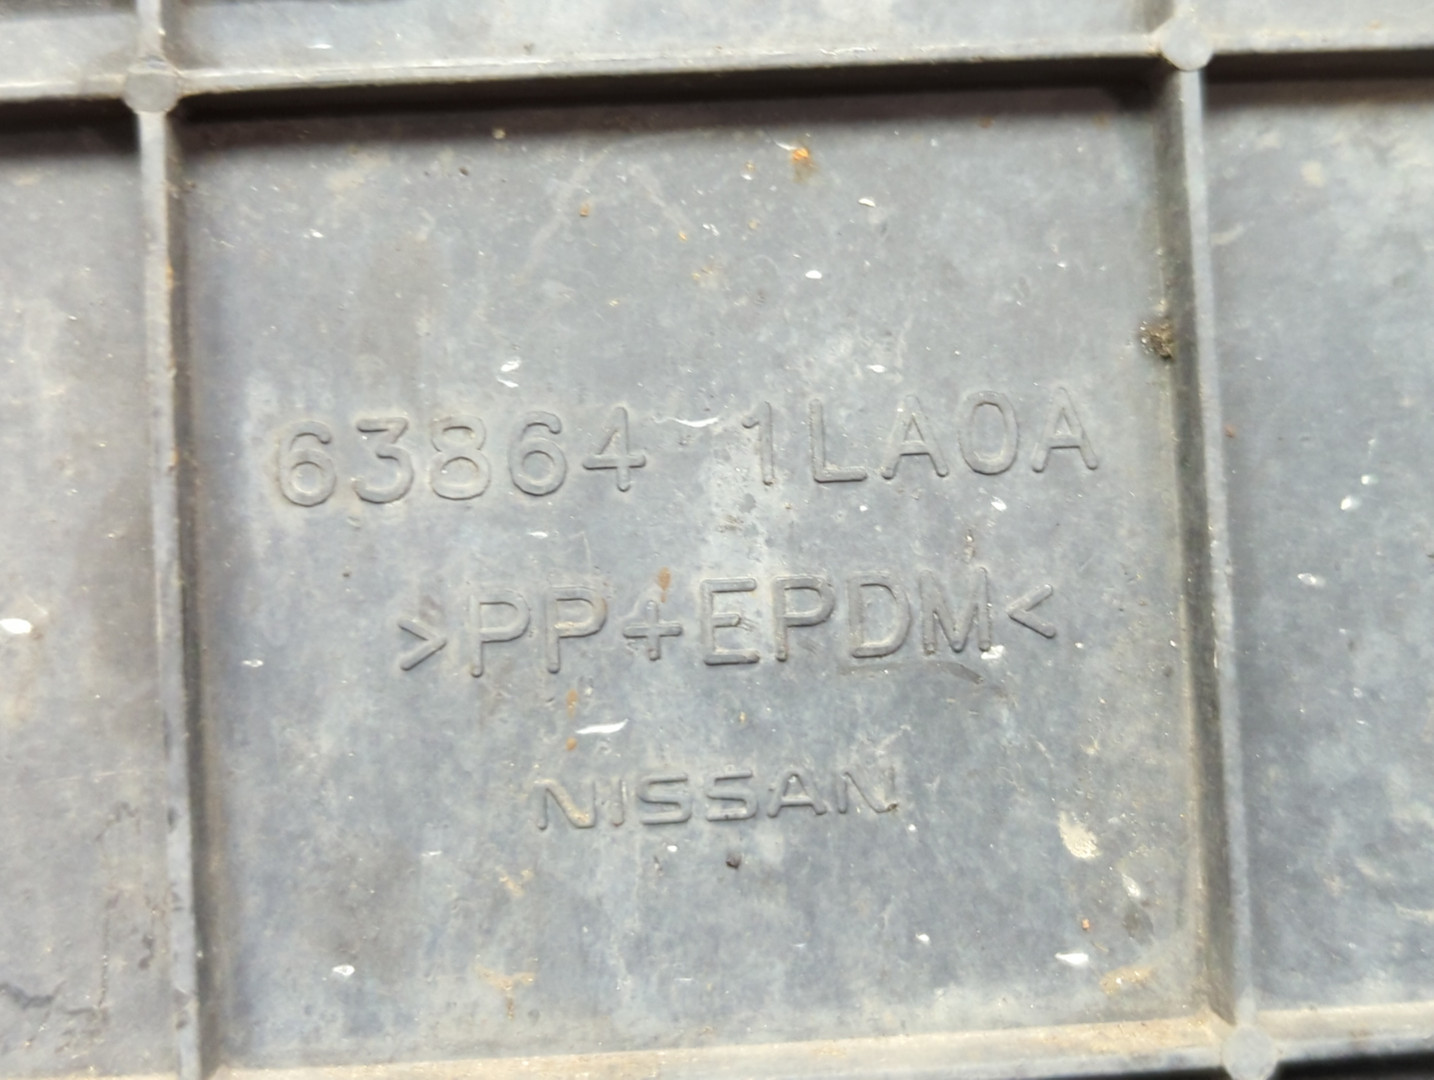 63864 1LA0A
>PP+EPDM<
NISSAN